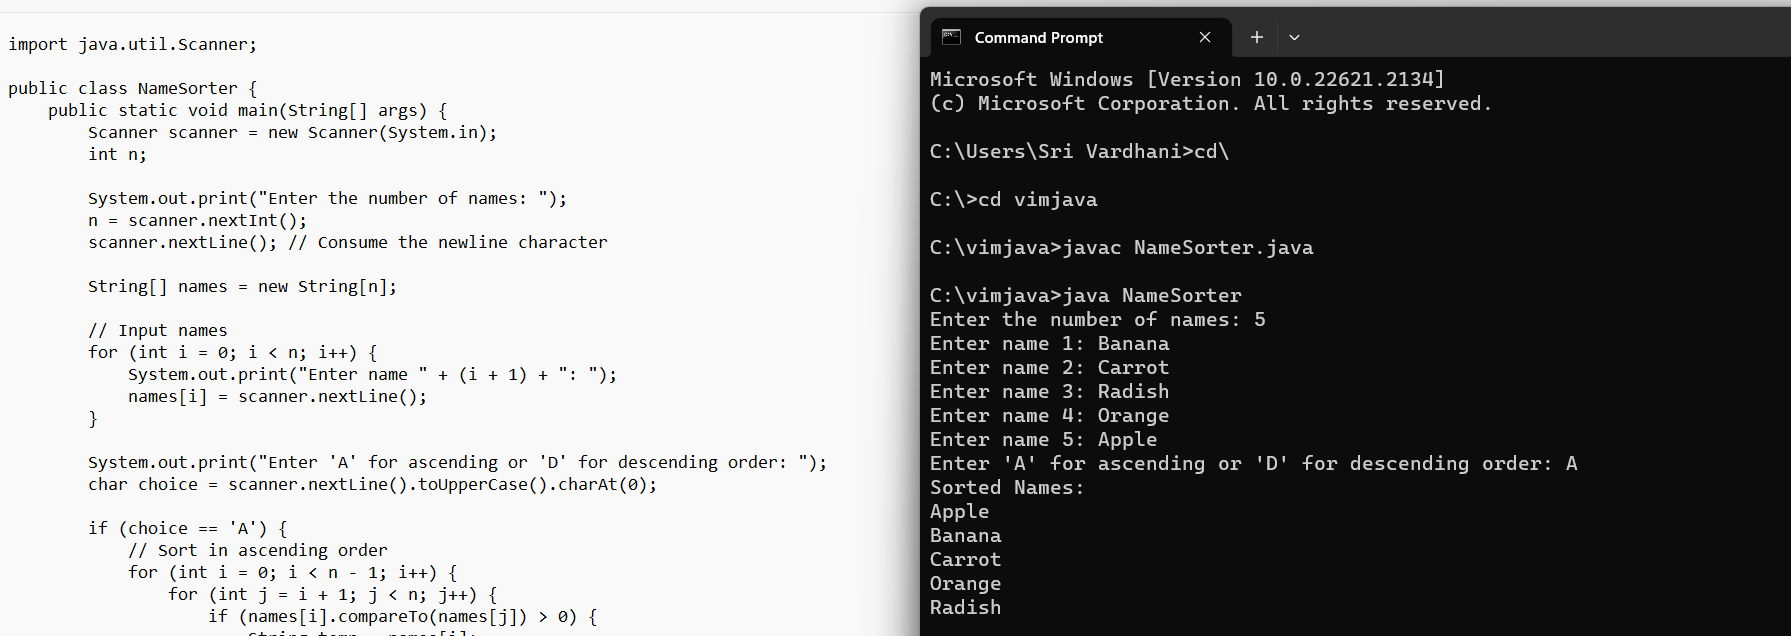 import java.util.Scanner;
public class NameSorter {
public static void main(String[] args) {
Scanner scanner = new Scanner(System.in);
int n;
System.out.print("Enter the number of names: ");
n = scanner.nextInt();
scanner.nextLine(); // Consume the newline character
String[] names = new String[n];
// Input names
for (int i = 0; i < n; i++) {
System.out.print("Enter name " + (i + 1) + ": ");
names[i] = scanner.nextLine();
}
System.out.print("Enter 'A' for ascending or 'D' for descending order: ");
char choice = scanner.nextLine().toUpperCase().charAt(0);
if (choice == 'A') {
// Sort in ascending order
for (int i = 0; i < n - 1; i++) {
for (int j = i + 1; j < n; j++) {
if (names[i].compareTo(names[j]) > 0) {
Command Prompt
Microsoft Windows [Version 10.0.22621.2134]
(c) Microsoft Corporation. All rights reserved.
C:\Users\Sri Vardhani>cd\
C:\>cd vimjava
C:\vimjava>javac NameSorter.java
C:\vimjava>java NameSorter
Enter the number of names: 5
Enter name 1: Banana
Enter name 2: Carrot
Enter name 3: Radish
Enter name 4: Orange
Enter name 5: Apple
Enter 'A' for ascending or 'D' for descending order: A
Sorted Names:
Apple
Banana
Carrot
Orange
Radish